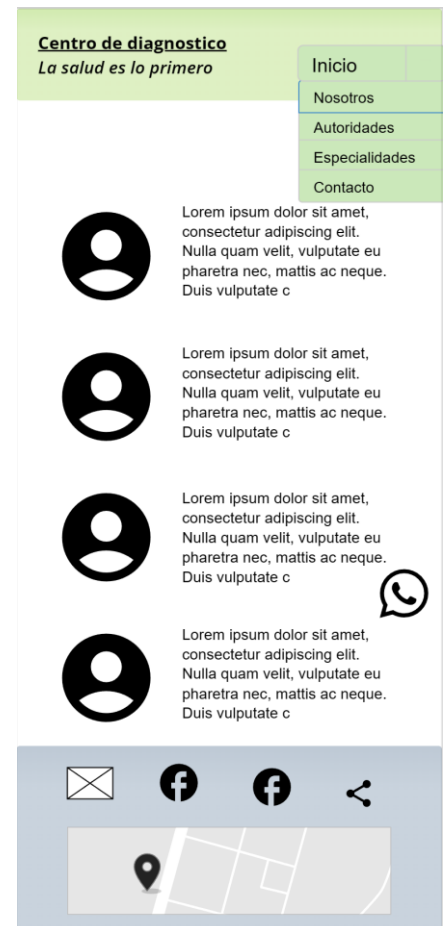 Centro de diagnostico
La salud es lo primero
Inicio
Nosotros
Autoridades
Especialidades
Contacto
Lorem ipsum dolor sit amet,
consectetur adipiscing elit.
Nulla quam velit, vulputate eu
pharetra nec, mattis ac neque.
Duis vulputate c
Lorem ipsum dolor sit amet,
consectetur adipiscing elit.
Nulla quam velit, vulputate eu
pharetra nec, mattis ac neque.
Duis vulputate c
Lorem ipsum dolor sit amet,
consectetur adipiscing elit.
Nulla quam velit, vulputate eu
pharetra nec, mattis ac neque.
Duis vulputate c
Lorem ipsum dolor sit amet,
consectetur adipiscing elit.
Nulla quam velit, vulputate eu
pharetra nec, mattis ac neque.
Duis vulputate c